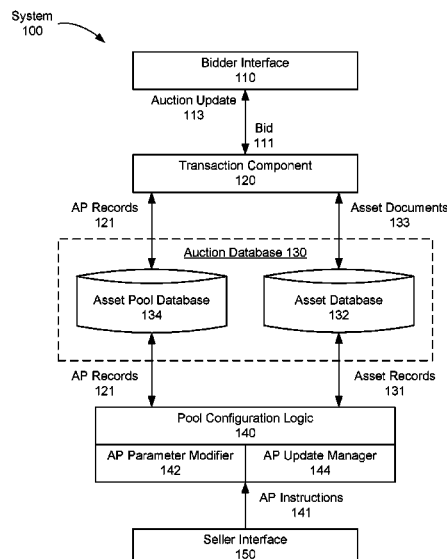 System
100
Bidder Interface
110
Auction Update
113
Bid
111
Transaction Component
120
AP Records
121
Asset Documents
133
Auction Database 130
Asset Pool Database
134
Asset Database
132
AP Records
121
Asset Records
131
Pool Configuration Logic
140
AP Parameter Modifier
142
AP Update Manager
144
AP Instructions
141
Seller Interface
150